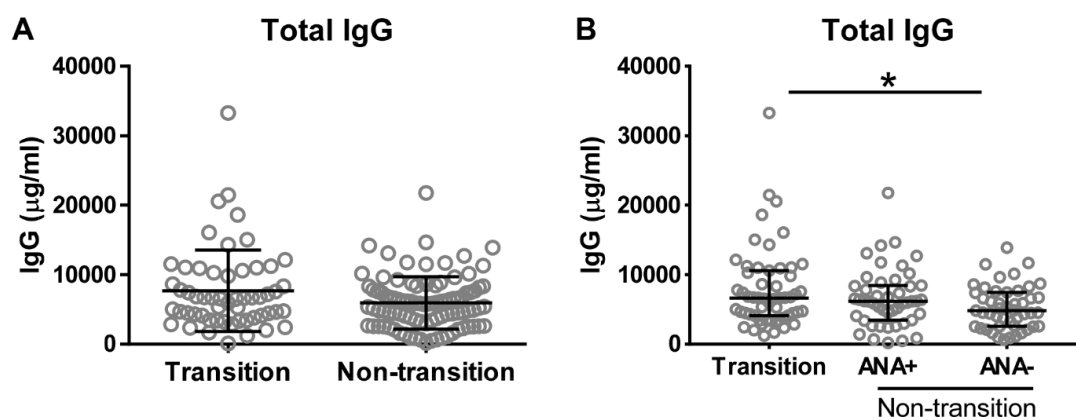 A
Total IgG
IgG (µg/ml)
40000
30000
20000
10000
0
Transition
Non-transition
B
Total IgG
IgG (µg/ml)
40000
30000
20000
10000
0
*
Transition
ANA+
ANA-
Non-transition